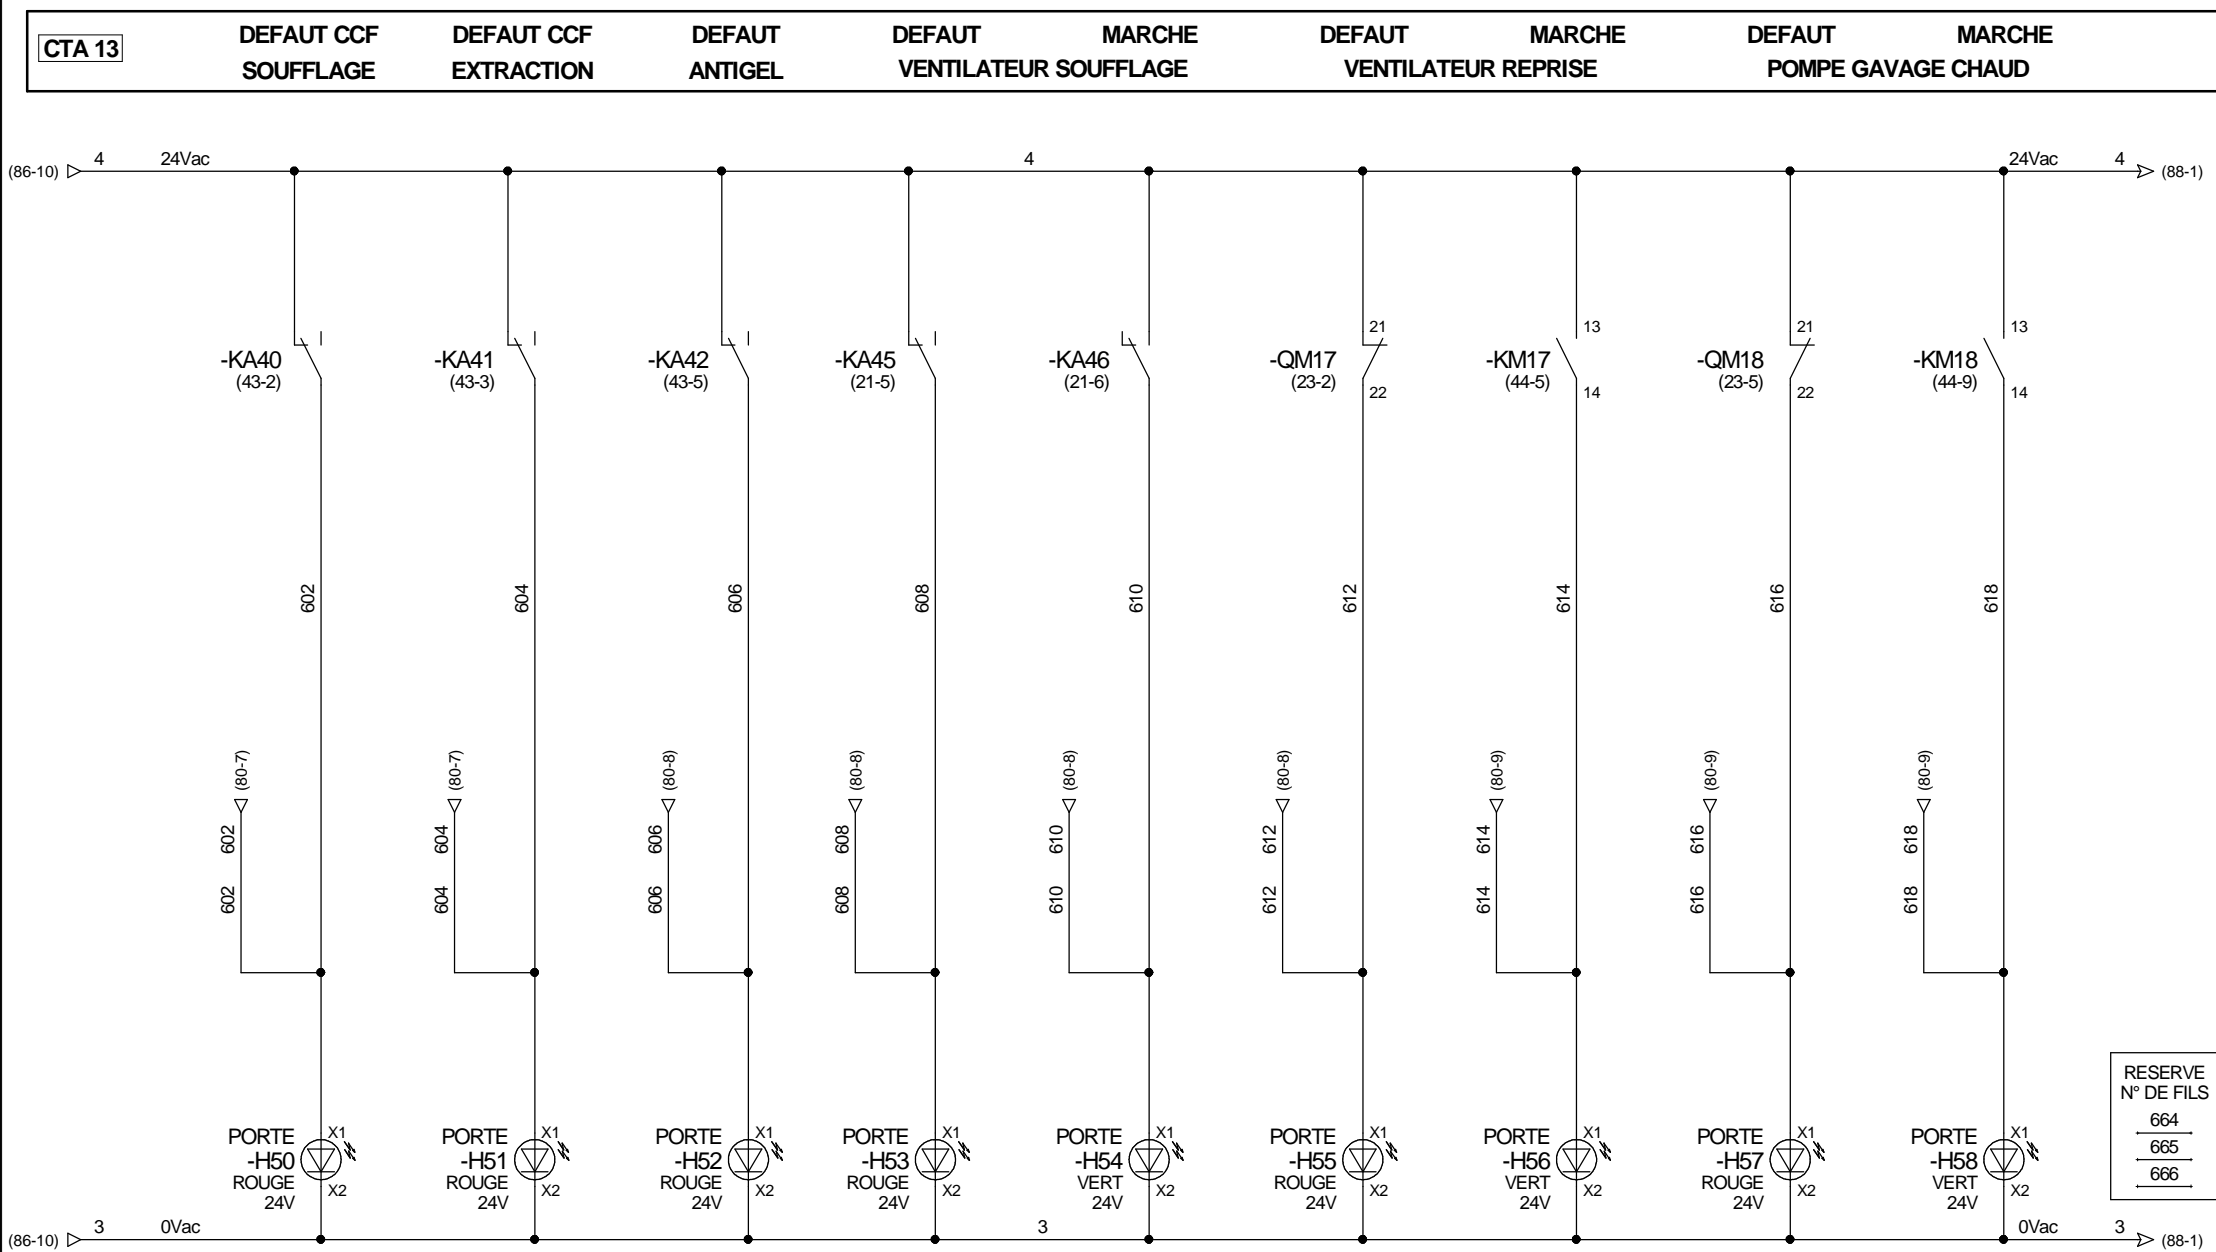 CTA 13
DEFAUT CCF
SOUFFLAGE
DEFAUT CCF
EXTRACTION
DEFAUT
ANTIGEL
DEFAUT MARCHE
VENTILATEUR SOUFFLAGE
DEFAUT MARCHE
VENTILATEUR REPRISE
DEFAUT MARCHE
POMPE GAVAGE CHAUD
(86-10) 4 24Vac 4 24Vac 4 (88-1)
21 13 21 13
-KA40 -KA41 -KA42 -KA45 -KA46 -QM17 -KM17 -QM18 -KM18
(43-2) (43-3) (43-5) (21-5) (21-6) (23-2) (44-5) (23-5) (44-9)
22 14 22 14
602 604 606 608 610 612 614 616 618
(80-7) (80-7) (80-8) (80-8) (80-8) (80-8) (80-9) (80-9) (80-9)
602 604 606 608 610 612 614 616 618
602 604 606 608 610 612 614 616 618
RESERVE
N° DE FILS
664
665
666
PORTE X1 PORTE X1 PORTE X1 PORTE X1 PORTE X1 PORTE X1 PORTE X1 PORTE X1 PORTE X1
-H50 -H51 -H52 -H53 -H54 -H55 -H56 -H57 -H58
ROUGE X2 ROUGE X2 ROUGE X2 ROUGE X2 VERT X2 ROUGE X2 VERT X2 ROUGE X2 VERT X2
24V 24V 24V 24V 24V 24V 24V 24V 24V
(86-10) 3 0Vac 3 0Vac 3 (88-1)